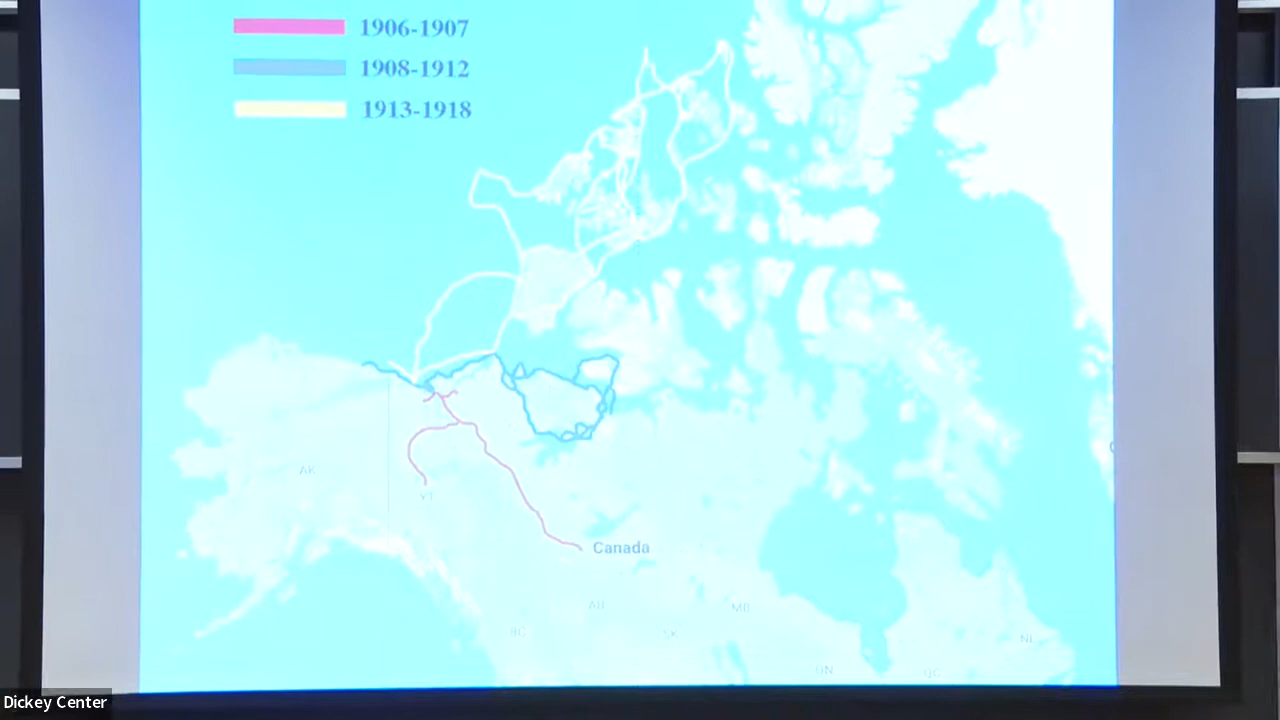 1906-1907
1908-1912
1913-1918
AK
YT
Canada
AB
MB
BC
SK
NL
ON
QC
Dickey Center